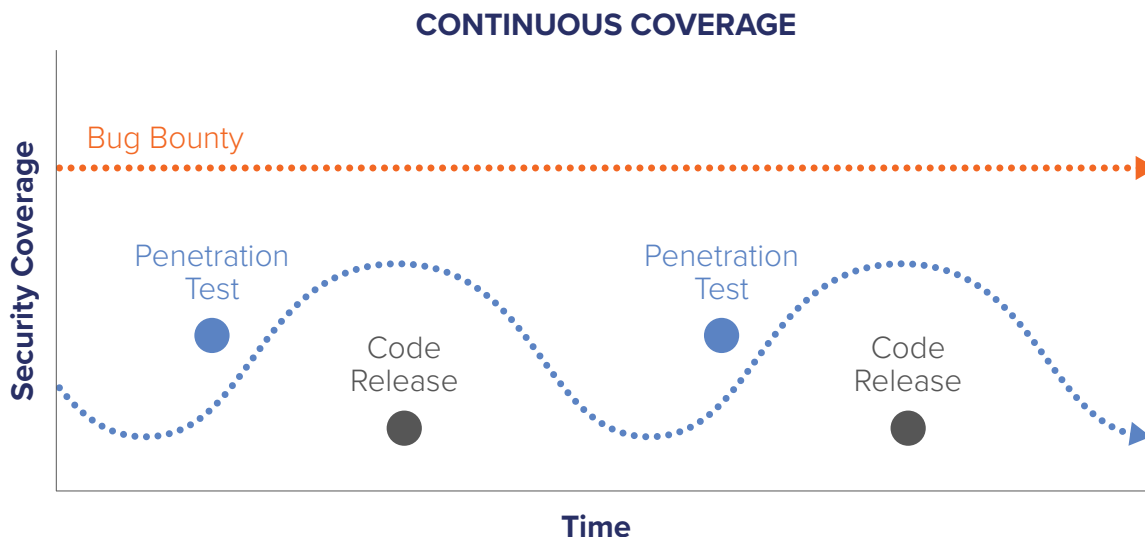 CONTINUOUS COVERAGE
Security Coverage
Bug Bounty
Penetration
Test
Penetration
Test
Code
Release
Code
Release
Time